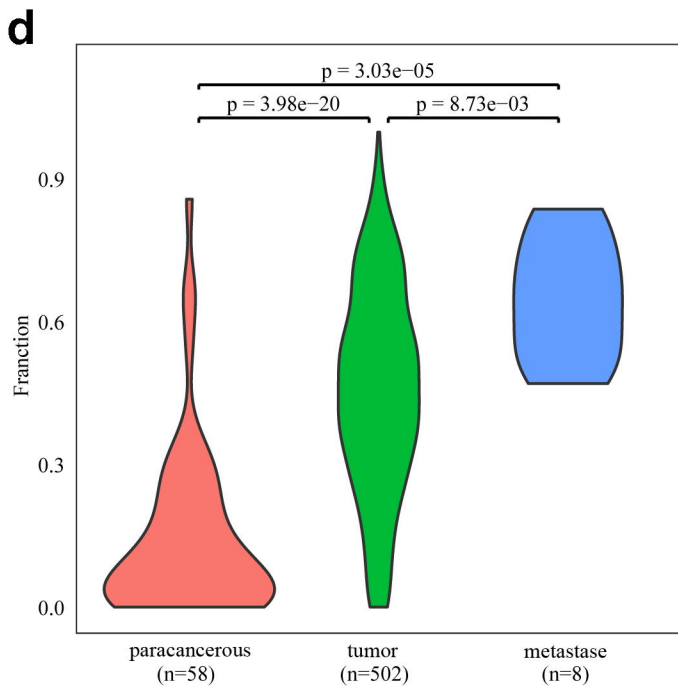 d
p = 3.03e−05
p = 3.98e−20 p = 8.73e−03
0.9
0.6
0.3
0.0
Franction
paracancerous tumor metastase
(n=58) (n=502) (n=8)